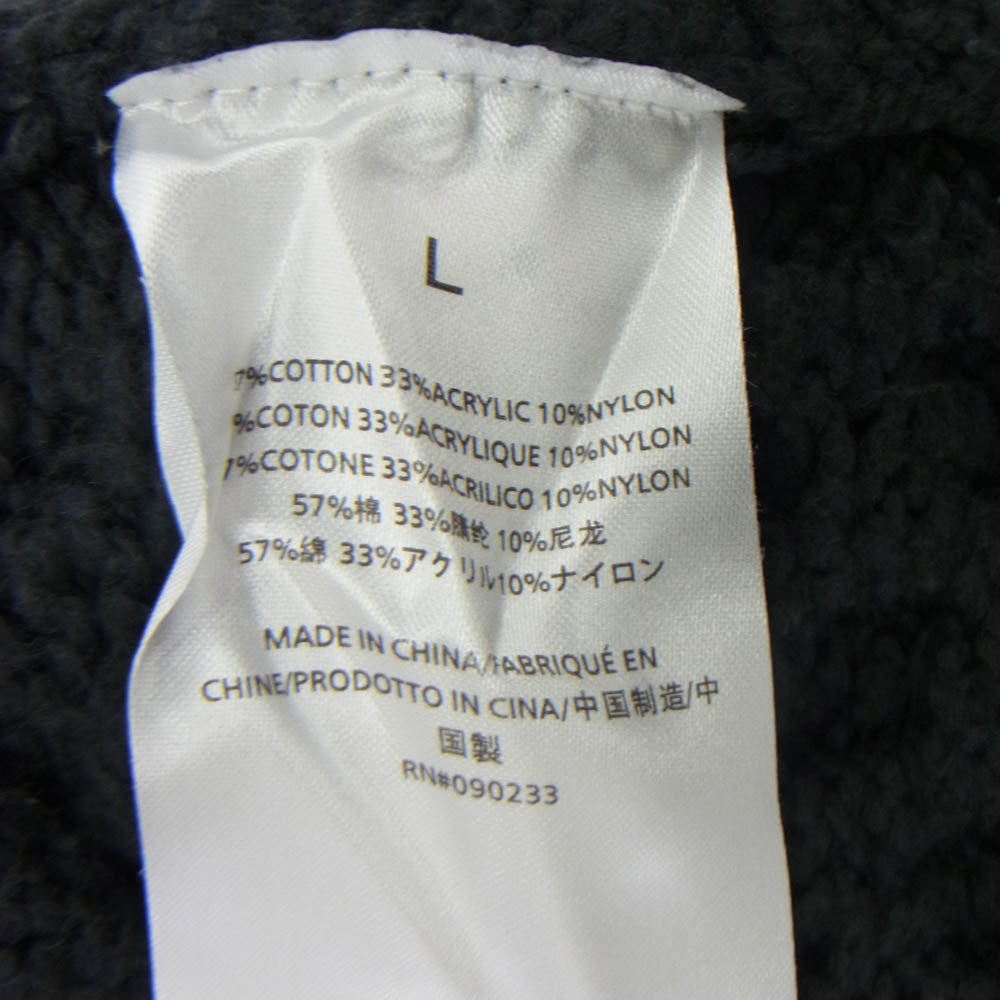 L
7%COTTON 33%ACRYLIC 10%NYLON
%COTON 33%ACRYLIQUE 10%NYLON
7%COTONE 33%ACRILICO 10%NYLON
57%棉 33%腈纶 10%尼龙
57%綿 33%アクリル10%ナイロン
MADE IN CHINA/FABRIQUÉ EN
CHINE/PRODOTTO IN CINA/中国制造/中
国製
RN#090233